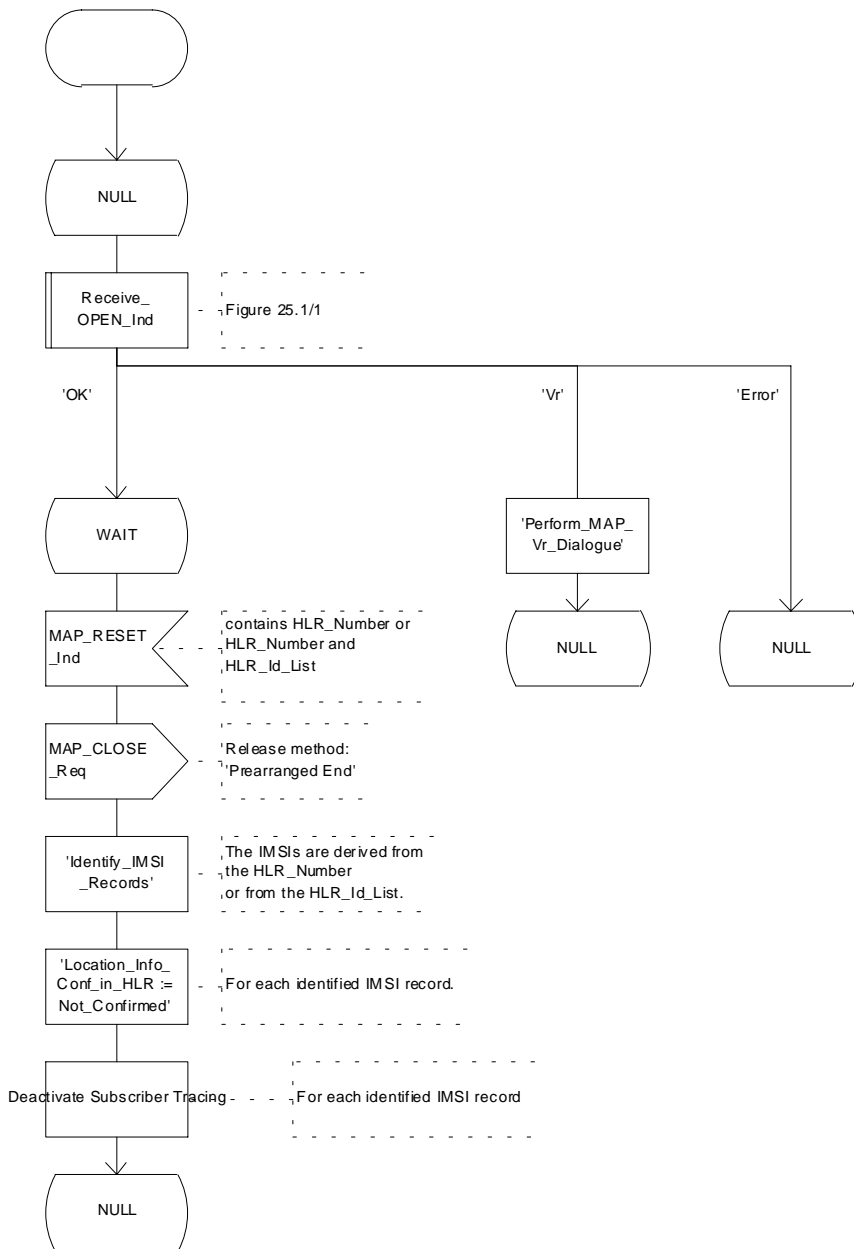 NULL
Receive_
OPEN_Ind
Figure 25.1/1
'OK'
'Vr'
'Error'
WAIT
'Perform_MAP_
Vr_Dialogue'
MAP_RESET
_Ind
contains HLR_Number or
HLR_Number and
HLR_Id_List
NULL
NULL
MAP_CLOSE
_Req
Release method:
'Prearranged End'
'Identify_IMSI
_Records'
The IMSIs are derived from
the HLR_Number
or from the HLR_Id_List.
'Location_Info_
Conf_in_HLR :=
Not_Confirmed'
For each identified IMSI record.
Deactivate Subscriber Tracing
For each identified IMSI record
NULL